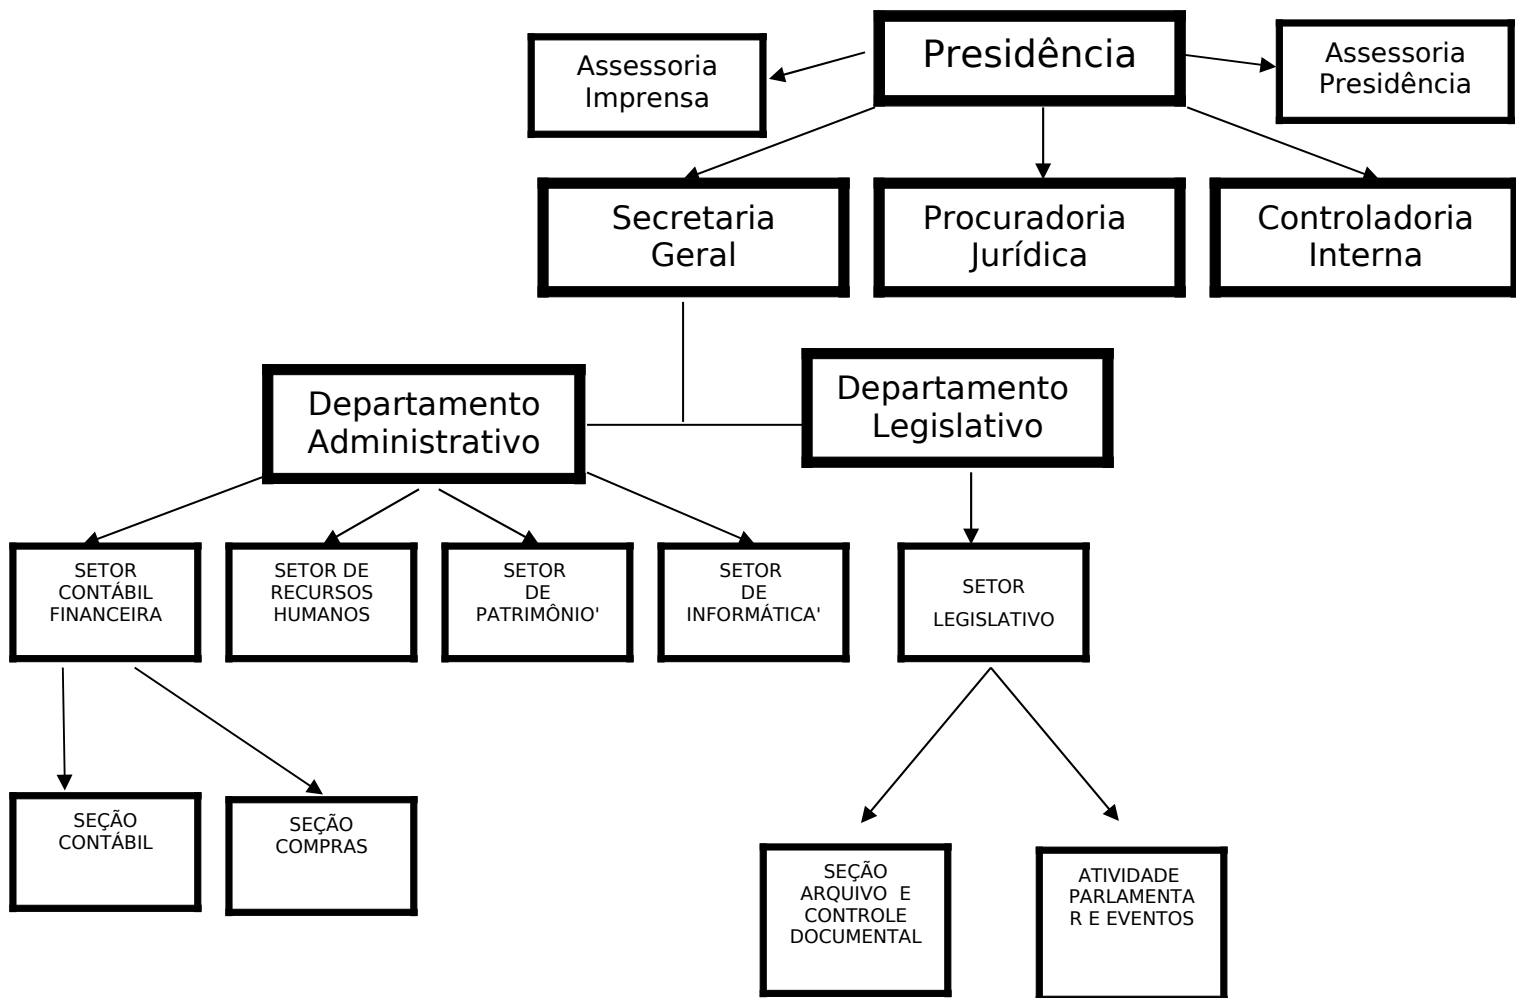 Presidência
Assessoria
Imprensa
Assessoria
Presidência
Secretaria
Geral
Procuradoria
Jurídica
Controladoria
Interna
Departamento
Administrativo
Departamento
Legislativo
SETOR
CONTÁBIL
FINANCEIRA
SETOR DE
RECURSOS
HUMANOS
SETOR
DE
PATRIMÔNIO'
SETOR
DE
INFORMÁTICA'
SETOR
LEGISLATIVO
SEÇÃO
CONTÁBIL
SEÇÃO
COMPRAS
SEÇÃO
ARQUIVO E
CONTROLE
DOCUMENTAL
ATIVIDADE
PARLAMENTA
R E EVENTOS